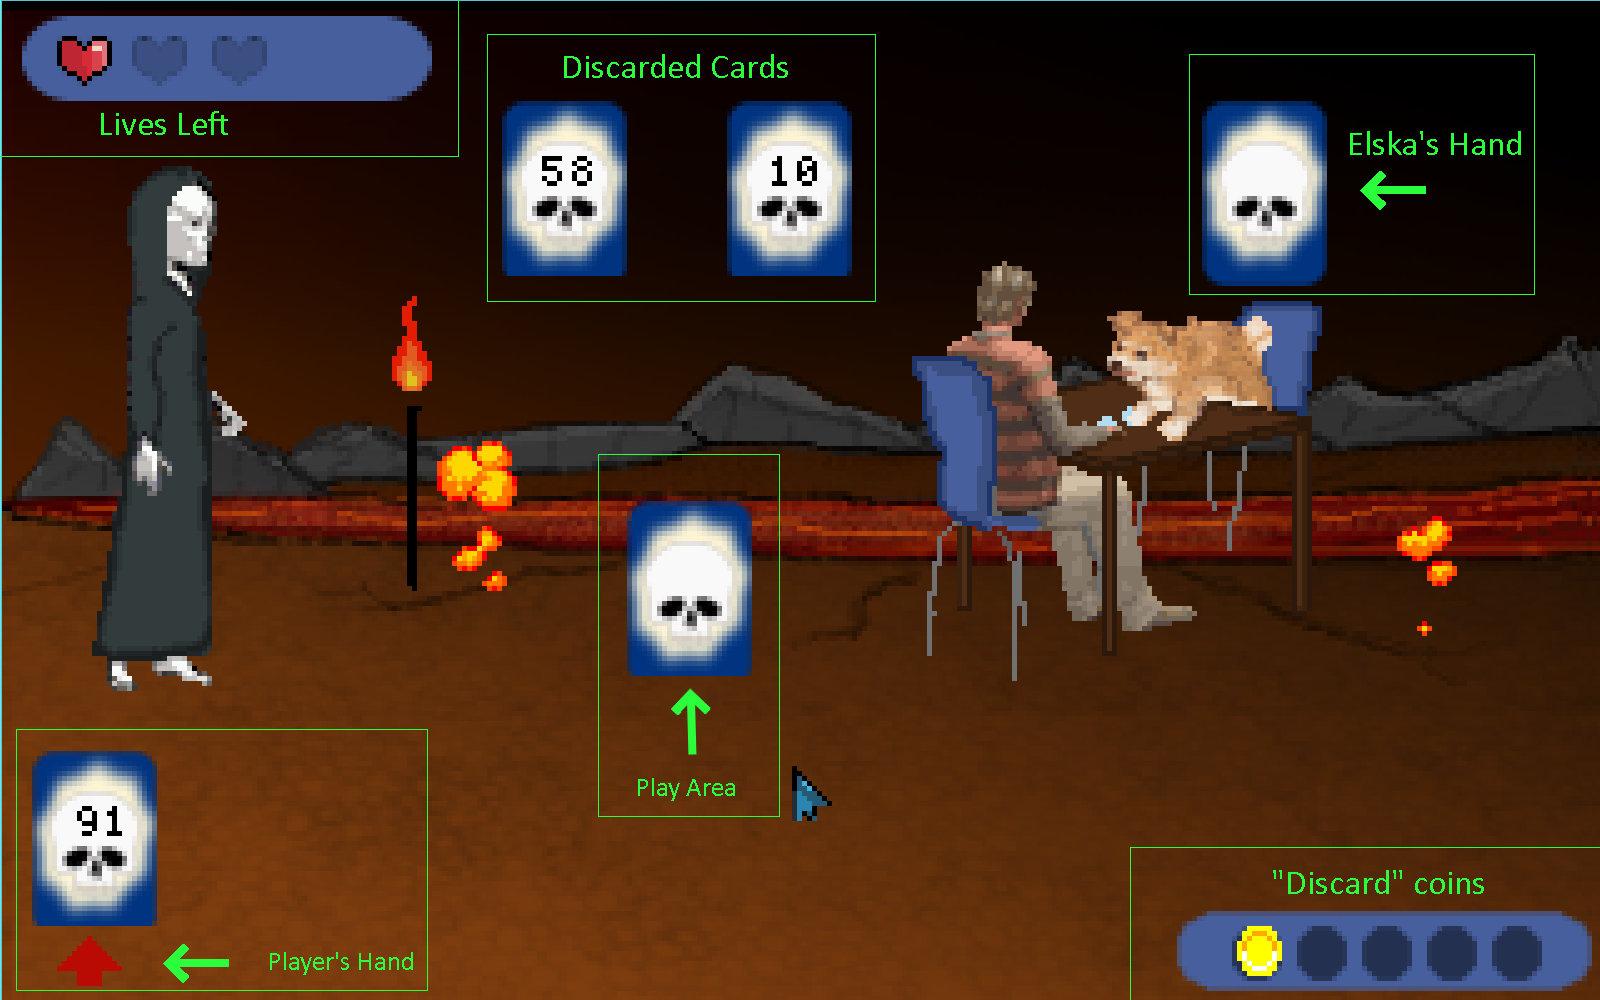 Lives Left
Discarded Cards
58
10
Elska's Hand
Play Area
91
Player's Hand
"Discard" coins